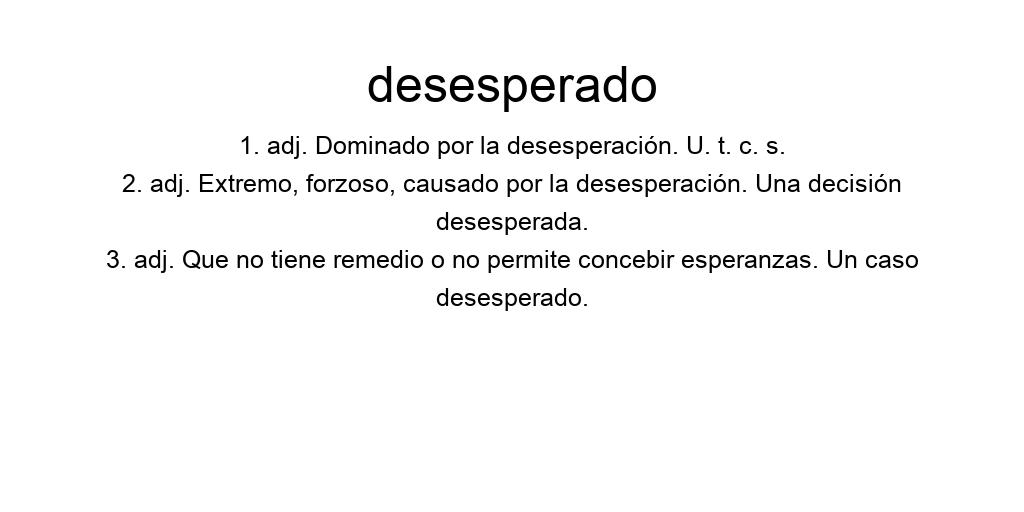 desesperado
1. adj. Dominado por la desesperación. U. t. c. s.
2. adj. Extremo, forzoso, causado por la desesperación. Una decisión
desesperada.
3. adj. Que no tiene remedio o no permite concebir esperanzas. Un caso
desesperado.